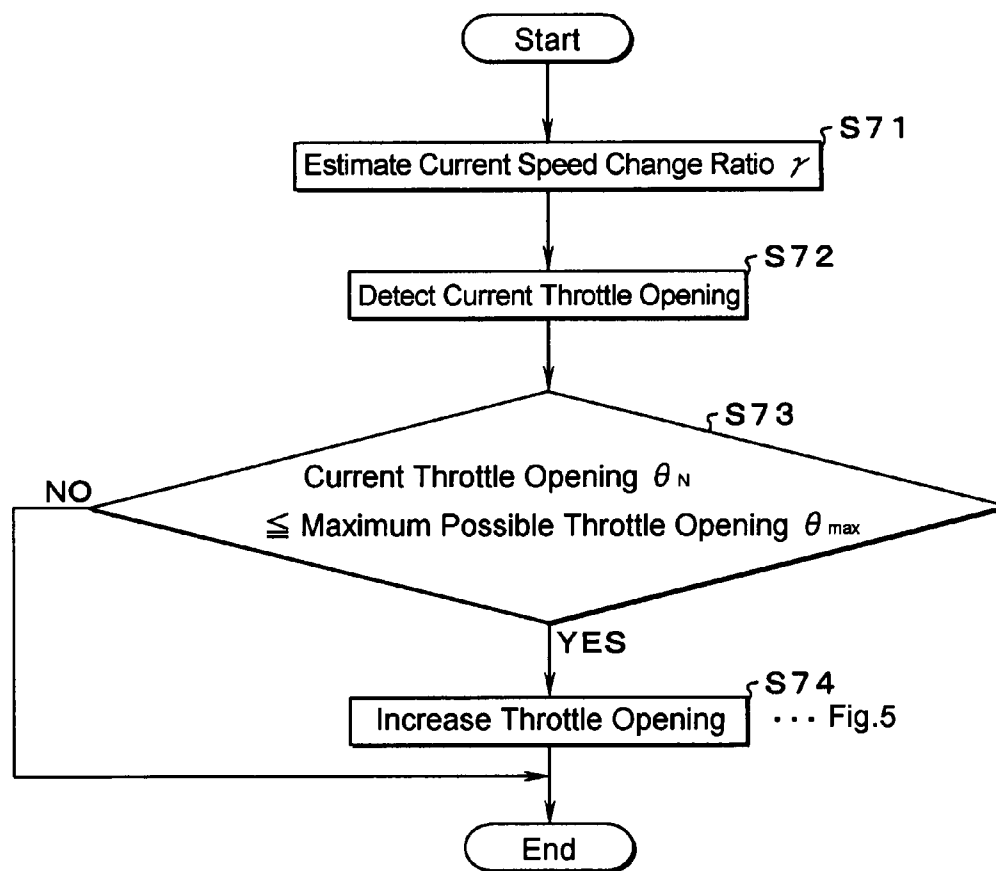 Start
S71
Estimate Current Speed Change Ratio γ
S72
Detect Current Throttle Opening
S73
Current Throttle Opening θN
≦ Maximum Possible Throttle Opening θmax
NO
YES
S74
Increase Throttle Opening
··· Fig.5
End